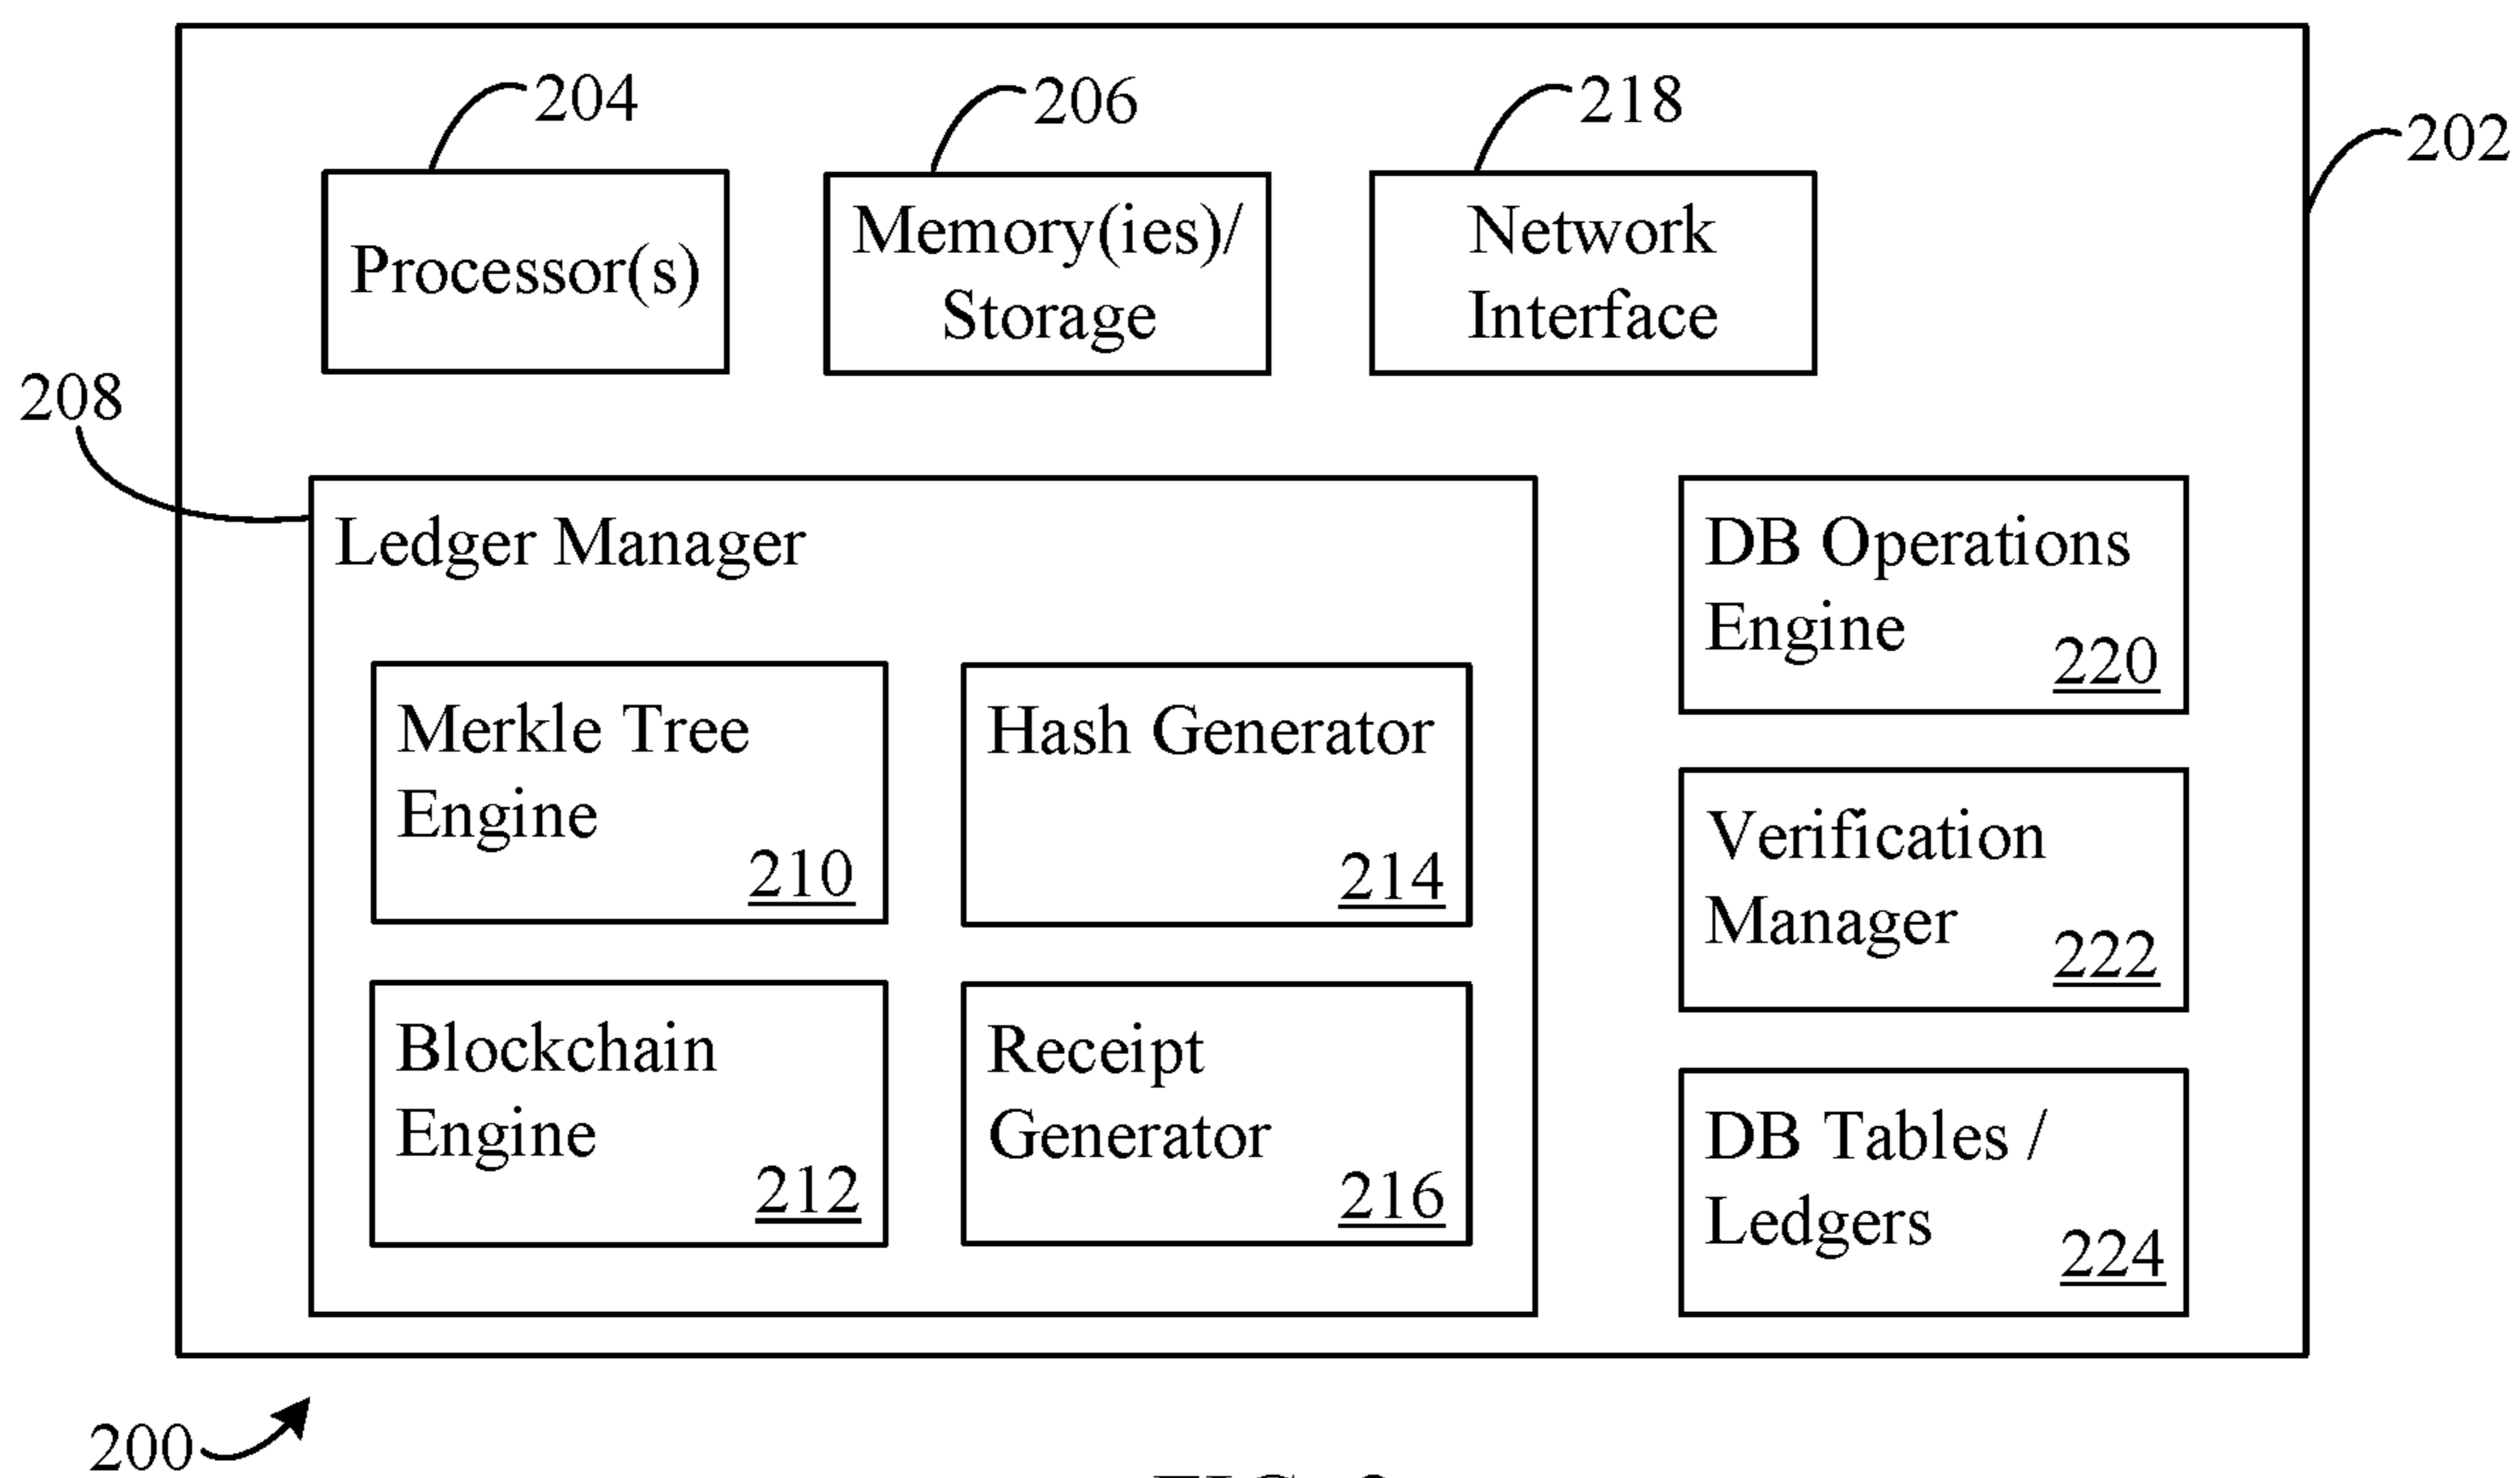 204
206
218
202
Processor(s)
Memory(ies)/
Storage
Network
Interface
208
Ledger Manager
Merkle Tree
Engine
210
Hash Generator
214
Blockchain
Engine
212
Receipt
Generator
216
DB Operations
Engine
220
Verification
Manager
222
DB Tables /
Ledgers
224
200